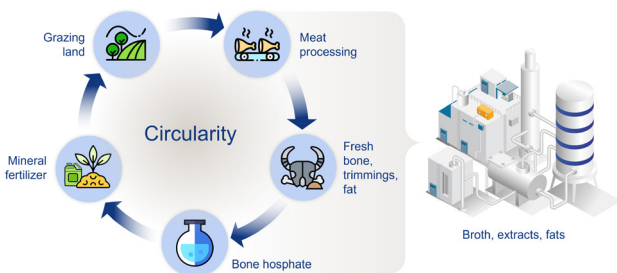 Grazing
land
Meat
processing
Circularity
Mineral
fertilizer
Fresh
bone,
trimmings,
fat
Bone hosphate
Broth, extracts, fats